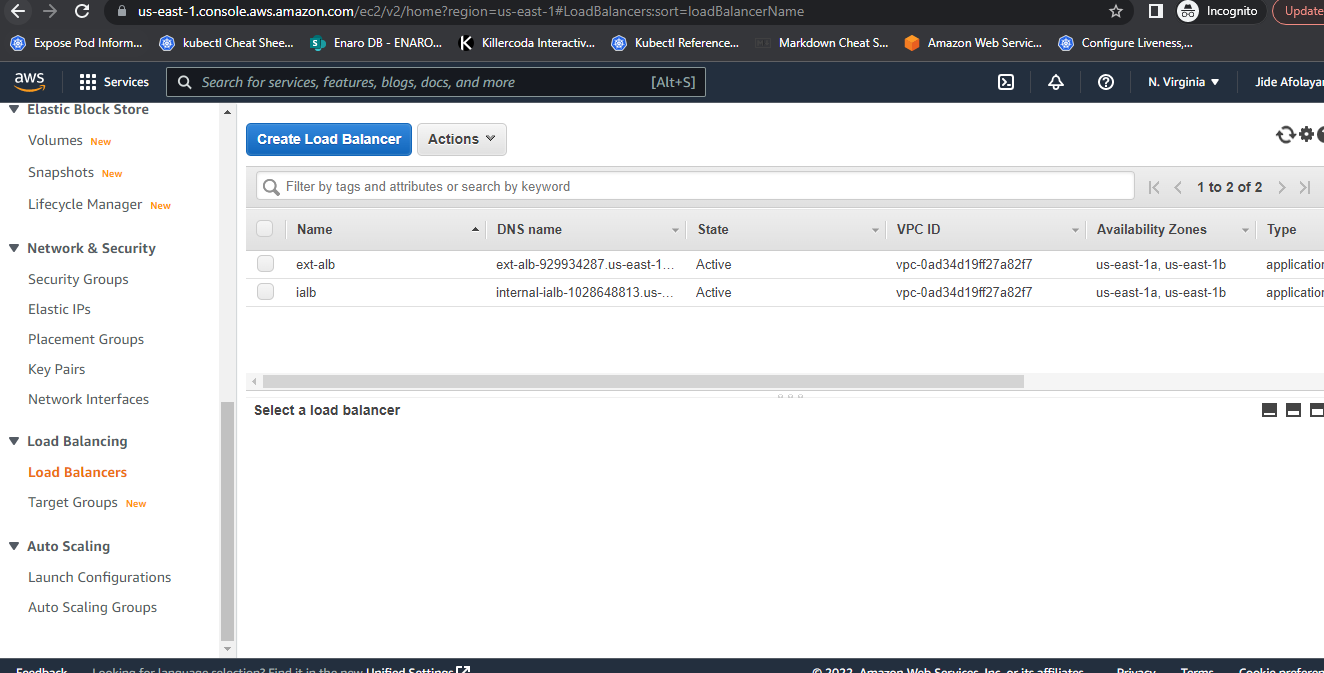 us-east-1.console.aws.amazon.com/ec2/v2/home?region=us-east-1#LoadBalancers:sort=loadBalancerName
Incognito
Update
Expose Pod Inform...
kubectl Cheat Shee...
Enaro DB - ENARO...
Killercoda Interactiv...
Kubectl Reference...
Markdown Cheat S...
Amazon Web Servic...
Configure Liveness,...
aws
Services
Search for services, features, blogs, docs, and more
[Alt+S]
N. Virginia
Jide Afolayan
Elastic Block Store
Volumes New
Snapshots New
Lifecycle Manager New
Network & Security
Security Groups
Elastic IPs
Placement Groups
Key Pairs
Network Interfaces
Load Balancing
Load Balancers
Target Groups New
Auto Scaling
Launch Configurations
Auto Scaling Groups
Create Load Balancer
Actions
Filter by tags and attributes or search by keyword
1 to 2 of 2
Name DNS name State VPC ID Availability Zones Type
ext-alb ext-alb-929934287.us-east-1... Active vpc-0ad34d19ff27a82f7 us-east-1a, us-east-1b application
ialb internal-ialb-1028648813.us-... Active vpc-0ad34d19ff27a82f7 us-east-1a, us-east-1b application
Select a load balancer
Feedback
Looking for language selection? Find it in the new Unified Settings
© 2022, Amazon Web Services, Inc. or its affiliates.
Privacy
Terms
Cookie preferen